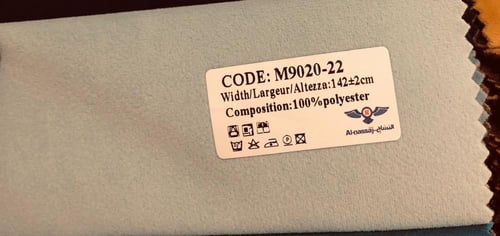 CODE: M9020-22
Width/Largeur/Altezza:142±2cm
Composition:100%polyester
Al-nassaj-النساج